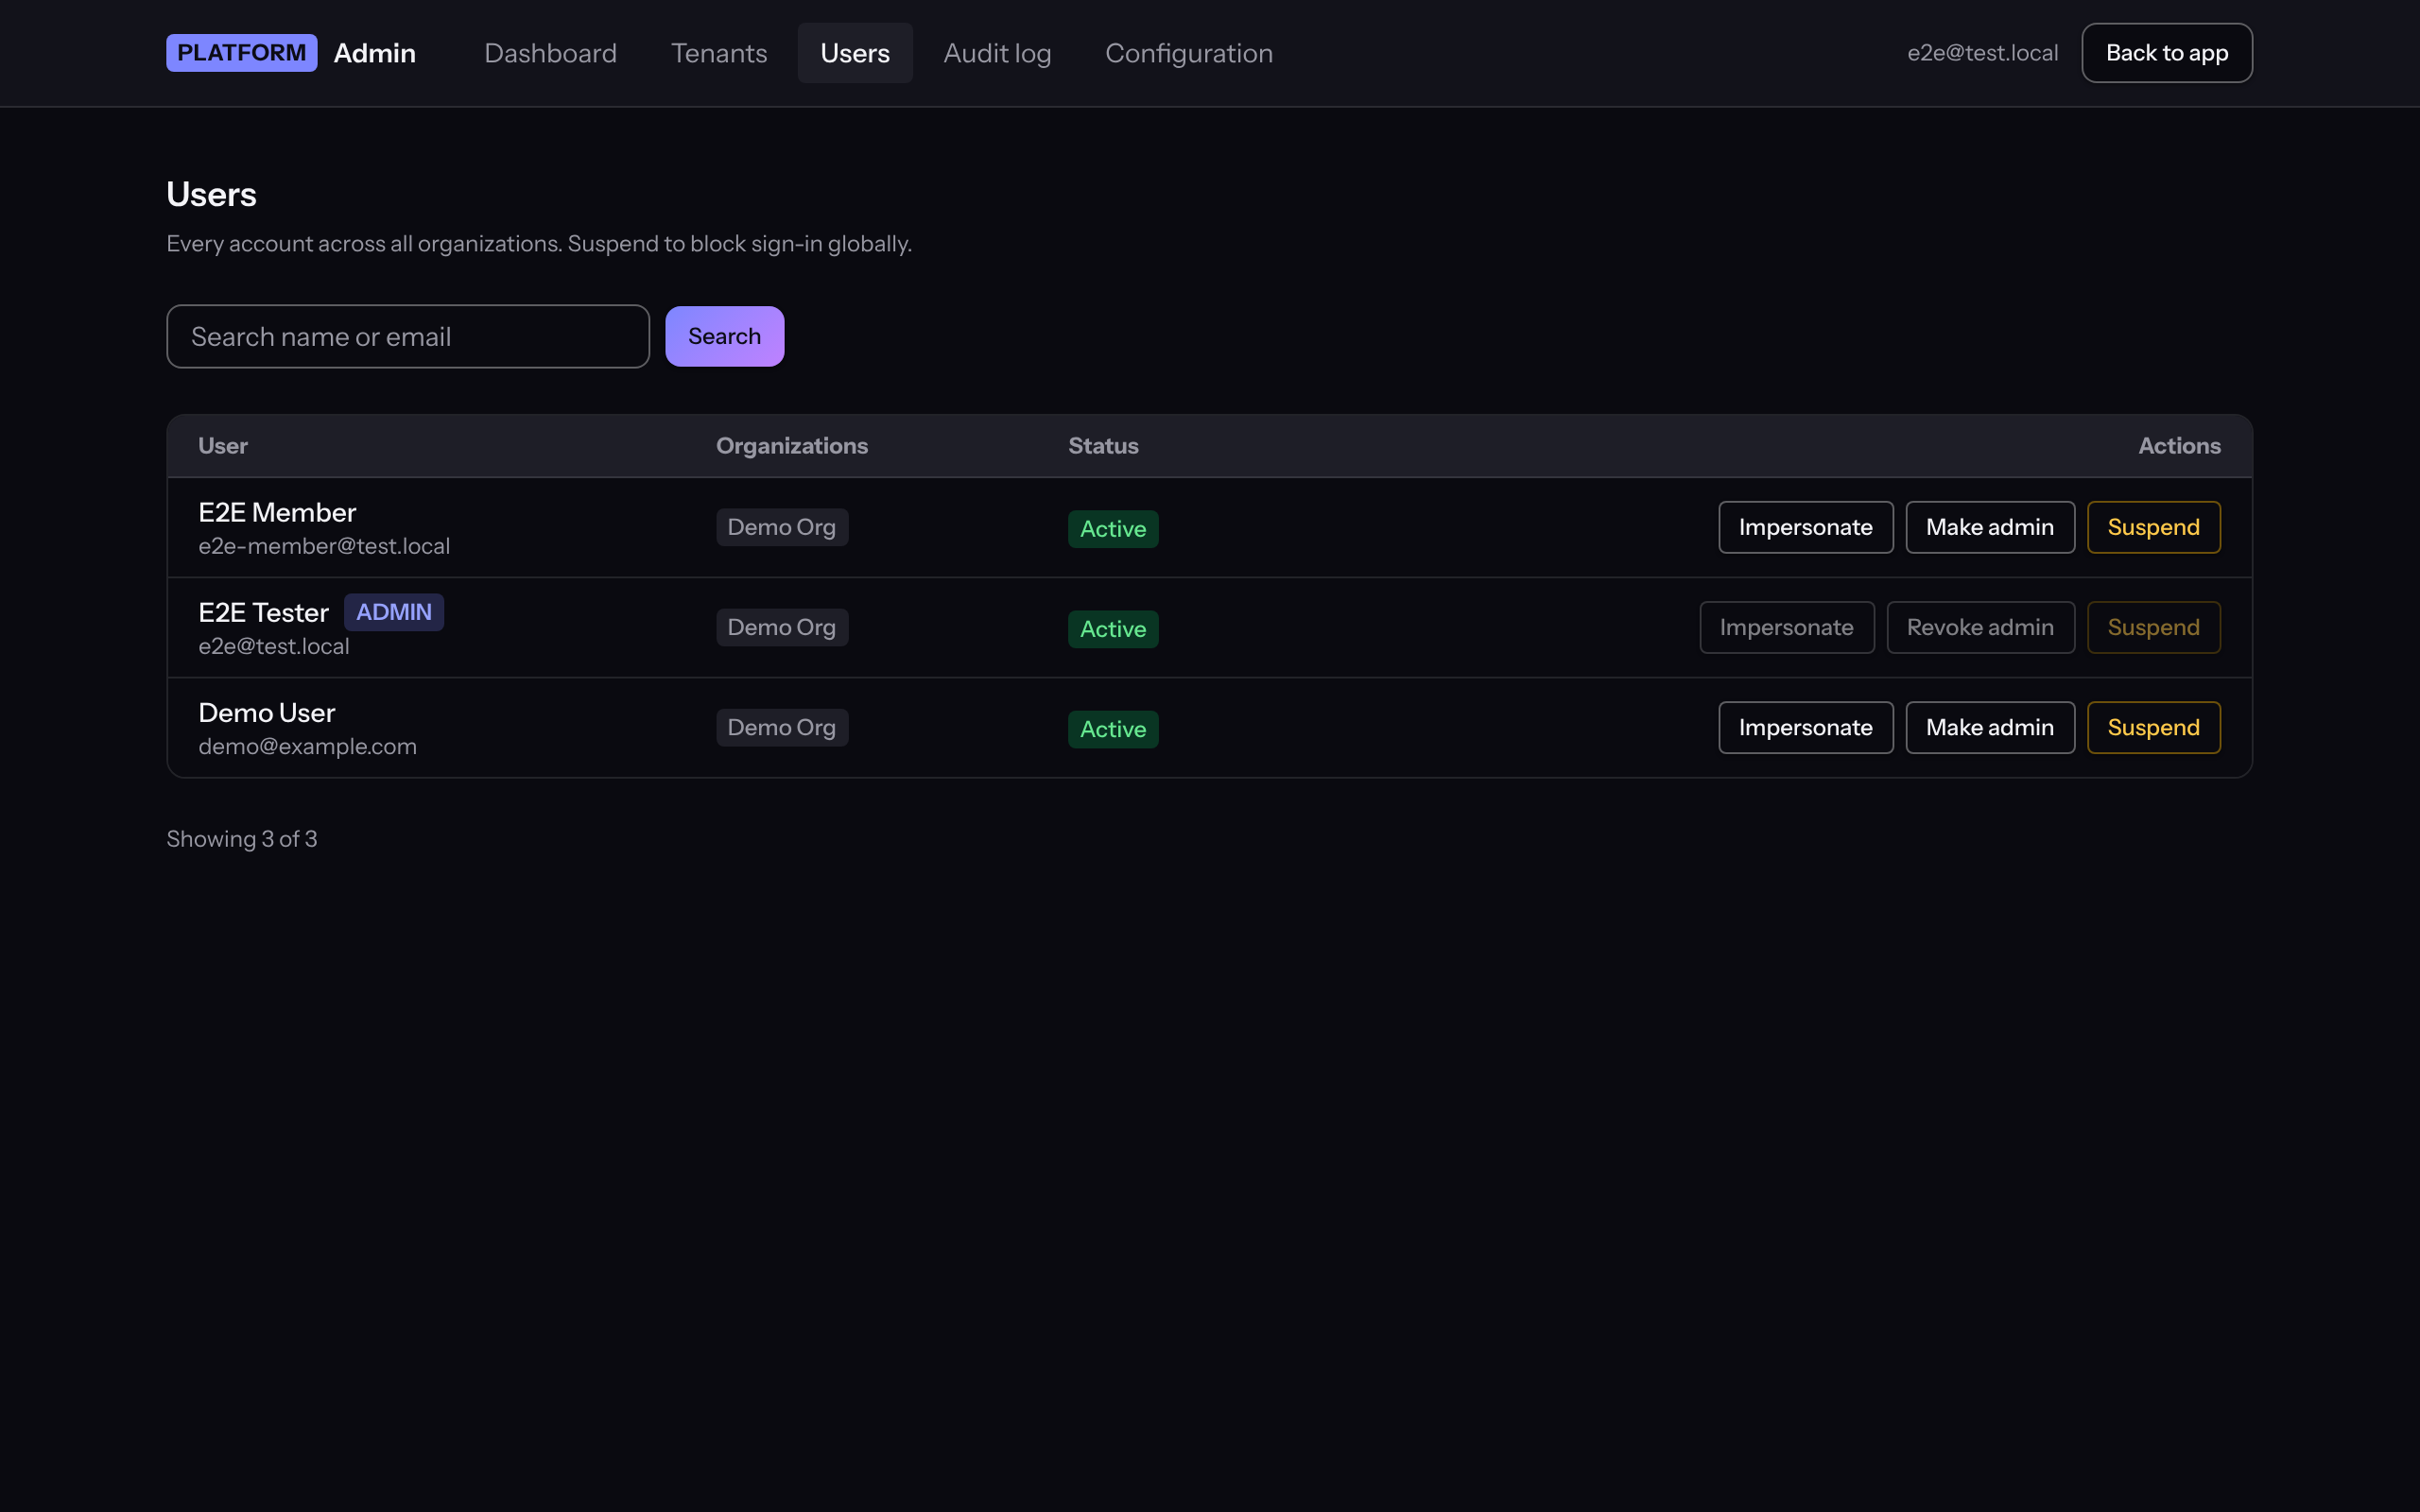 PLATFORM Admin Dashboard Tenants Users Audit log Configuration e2e@test.local Back to app
Users
Every account across all organizations. Suspend to block sign-in globally.
Search name or email Search
User Organizations Status Actions
E2E Member
e2e-member@test.local
Demo Org Active Impersonate Make admin Suspend
E2E Tester ADMIN
e2e@test.local
Demo Org Active Impersonate Revoke admin Suspend
Demo User
demo@example.com
Demo Org Active Impersonate Make admin Suspend
Showing 3 of 3